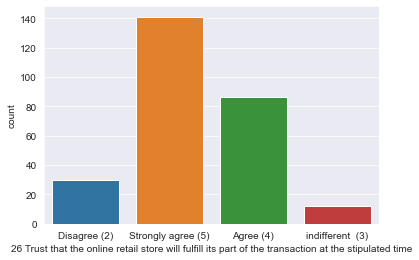 140
120
100
80
60
40
20
0
count
Disagree (2) Strongly agree (5) Agree (4) indifferent  (3)
26 Trust that the online retail store will fulfill its part of the transaction at the stipulated time